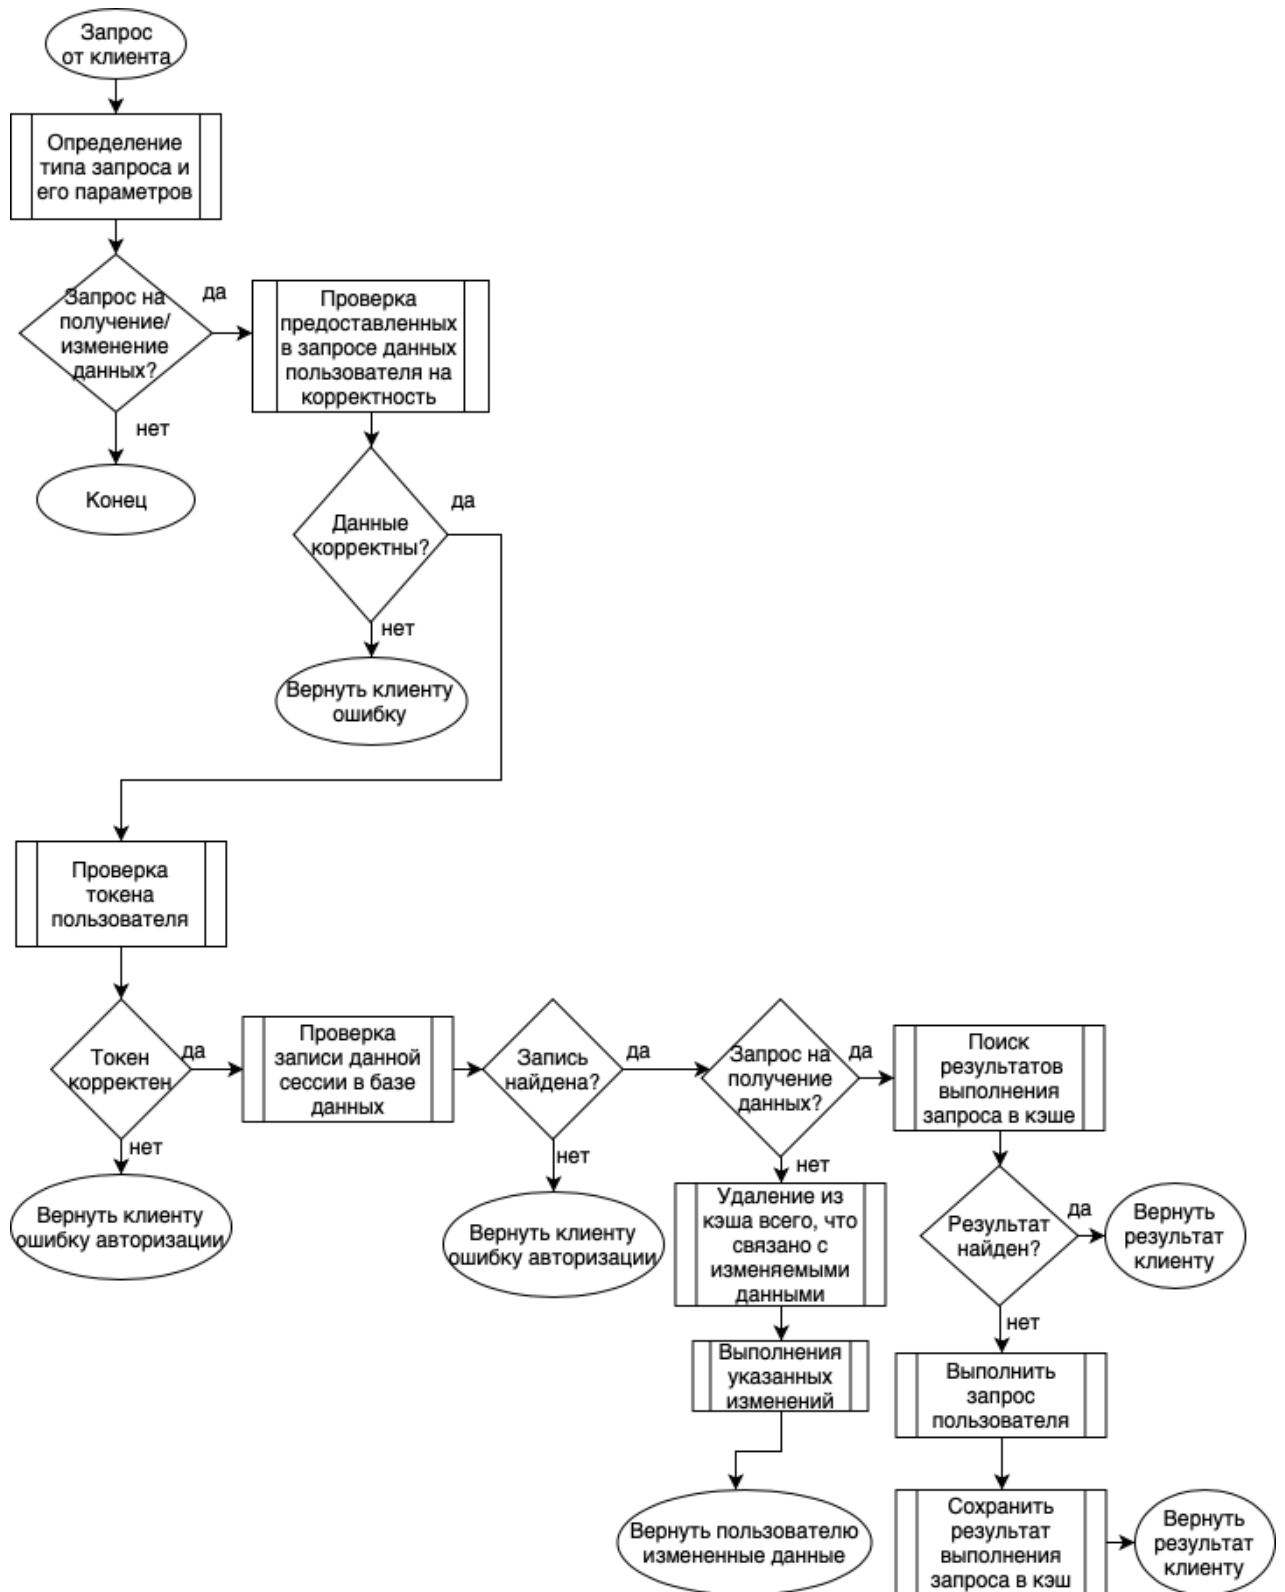 Запрос
от клиента
Определение
типа запроса и
его параметров
Запрос на
получение/
изменение
данных?
да
нет
Конец
Проверка
предоставленных
в запросе данных
пользователя на
корректность
Данные
корректны?
да
нет
Вернуть клиенту
ошибку
Проверка
токена
пользователя
Токен
корректен
да
нет
Вернуть клиенту
ошибку авторизации
Проверка
записи данной
сессии в базе
данных
Запись
найдена?
да
нет
Вернуть клиенту
ошибку авторизации
Запрос на
получение
данных?
да
нет
Удаление из
кэша всего, что
связано с
изменяемыми
данными
Выполнения
указанных
изменений
Вернуть пользователю
измененные данные
Поиск
результатов
выполнения
запроса в кэше
Результат
найден?
да
Вернуть
результат
клиенту
нет
Выполнить
запрос
пользователя
Сохранить
результат
выполнения
запроса в кэш
Вернуть
результат
клиенту